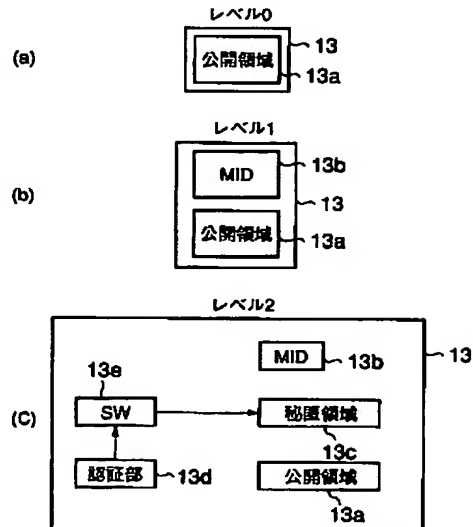 レベル0
(a)
公開領域
13
13a
レベル1
(b)
MID
13b
13
公開領域
13a
レベル2
(C)
MID
13b
13
13e
SW
秘匿領域
13c
認証部
13d
公開領域
13a